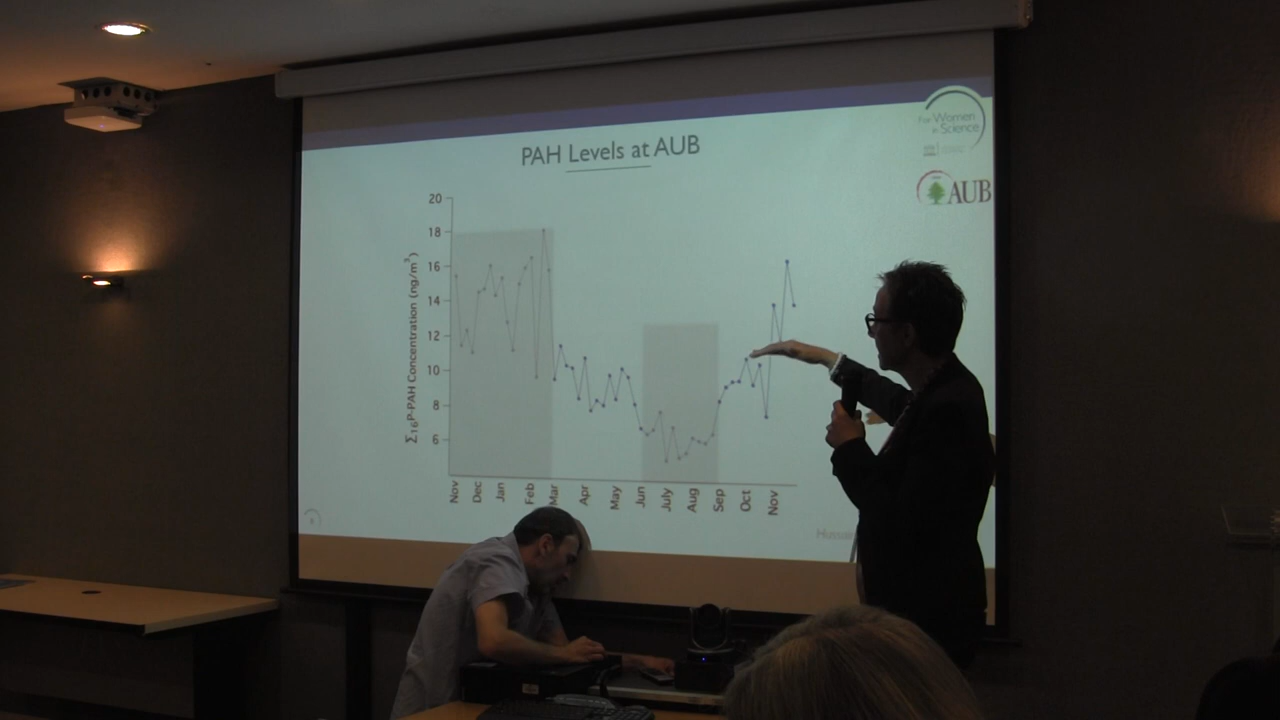 For Women
in Science
PAH Levels at AUB
AUB
20
18
16
14
12
10
8
6
Σ16P-PAH Concentration (ng/m³)
Nov Dec Jan Feb Mar Apr May Jun July Aug Sep Oct Nov